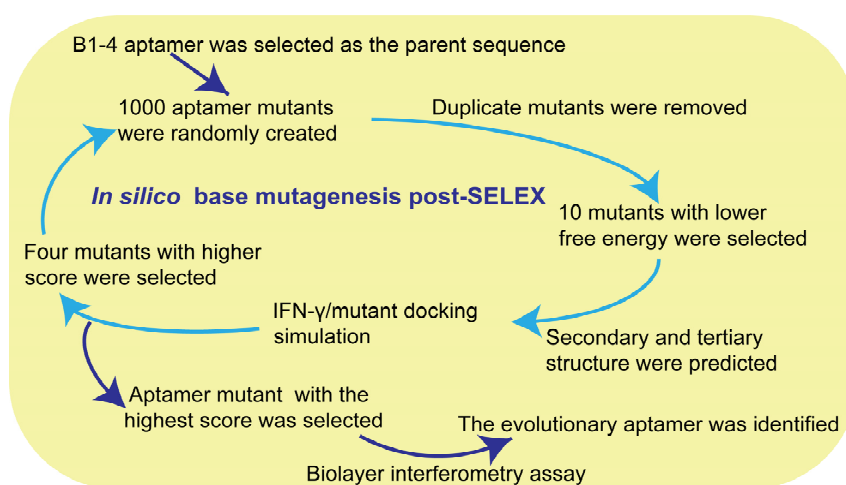 B1-4 aptamer was selected as the parent sequence
1000 aptamer mutants
were randomly created
Duplicate mutants were removed
In silico base mutagenesis post-SELEX
10 mutants with lower
free energy were selected
Four mutants with higher
score were selected
IFN-γ/mutant docking
simulation
Secondary and tertiary
structure were predicted
Aptamer mutant with the
highest score was selected
The evolutionary aptamer was identified
Biolayer interferometry assay